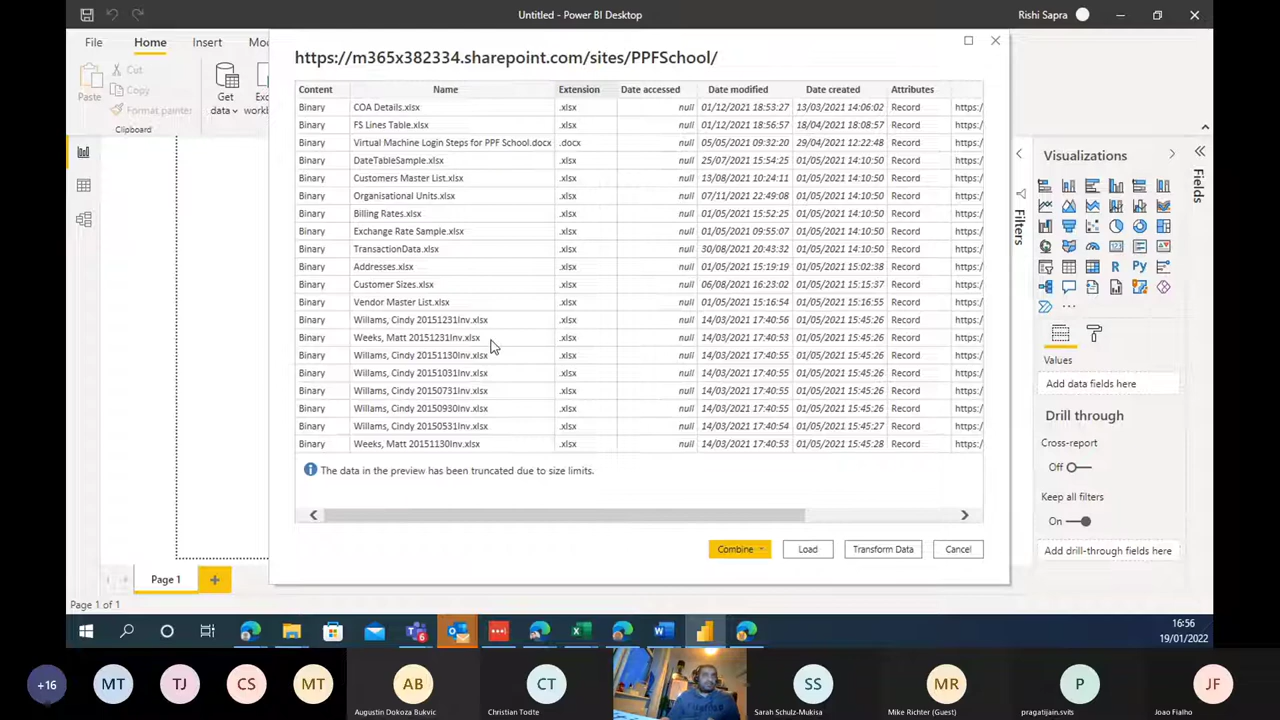 Untitled - Power BI Desktop
Rishi Sapra
File
Home
Insert
Paste
Cut
Copy
Format painter
Clipboard
Get
data
https://m365x382334.sharepoint.com/sites/PPFSchool/
Content Name Extension Date accessed Date modified Date created Attributes
Binary COA Details.xlsx .xlsx null 01/12/2021 18:53:27 13/03/2021 14:06:02 Record https:/
Binary FS Lines Table.xlsx .xlsx null 01/12/2021 18:56:57 18/04/2021 18:08:57 Record https:/
Binary Virtual Machine Login Steps for PPF School.docx .docx null 05/05/2021 09:32:20 29/04/2021 12:22:48 Record https:/
Binary DateTableSample.xlsx .xlsx null 25/07/2021 15:54:25 01/05/2021 14:10:50 Record https:/
Binary Customers Master List.xlsx .xlsx null 13/08/2021 10:24:11 01/05/2021 14:10:50 Record https:/
Binary Organisational Units.xlsx .xlsx null 07/11/2021 22:49:08 01/05/2021 14:10:50 Record https:/
Binary Billing Rates.xlsx .xlsx null 01/05/2021 15:52:25 01/05/2021 14:10:50 Record https:/
Binary Exchange Rate Sample.xlsx .xlsx null 01/05/2021 09:55:07 01/05/2021 14:10:50 Record https:/
Binary TransactionData.xlsx .xlsx null 30/08/2021 20:43:32 01/05/2021 14:10:50 Record https:/
Binary Addresses.xlsx .xlsx null 01/05/2021 15:19:19 01/05/2021 15:02:38 Record https:/
Binary Customer Sizes.xlsx .xlsx null 06/08/2021 16:23:02 01/05/2021 15:15:37 Record https:/
Binary Vendor Master List.xlsx .xlsx null 01/05/2021 15:16:54 01/05/2021 15:16:55 Record https:/
Binary Willams, Cindy 20151231Inv.xlsx .xlsx null 14/03/2021 17:40:56 01/05/2021 15:45:26 Record https:/
Binary Weeks, Matt 20151231Inv.xlsx .xlsx null 14/03/2021 17:40:53 01/05/2021 15:45:26 Record https:/
Binary Willams, Cindy 20151130Inv.xlsx .xlsx null 14/03/2021 17:40:55 01/05/2021 15:45:26 Record https:/
Binary Willams, Cindy 20151031Inv.xlsx .xlsx null 14/03/2021 17:40:55 01/05/2021 15:45:26 Record https:/
Binary Willams, Cindy 20150731Inv.xlsx .xlsx null 14/03/2021 17:40:55 01/05/2021 15:45:26 Record https:/
Binary Willams, Cindy 20150930Inv.xlsx .xlsx null 14/03/2021 17:40:55 01/05/2021 15:45:26 Record https:/
Binary Willams, Cindy 20150531Inv.xlsx .xlsx null 14/03/2021 17:40:54 01/05/2021 15:45:27 Record https:/
Binary Weeks, Matt 20151130Inv.xlsx .xlsx null 14/03/2021 17:40:53 01/05/2021 15:45:28 Record https:/
The data in the preview has been truncated due to size limits.
Combine
Load
Transform Data
Cancel
Filters
Visualizations
Fields
R
Py
Values
Add data fields here
Drill through
Cross-report
Off
Keep all filters
On
Add drill-through fields here
Page 1
Page 1 of 1
16:56
19/01/2022
+16
MT
TJ
CS
MT
AB
Augustin Dokoza Bukvic
CT
Christian Todte
SS
Sarah Schulz-Mukisa
MR
Mike Richter (Guest)
P
pragatijain.svits
JF
Joao Fialho